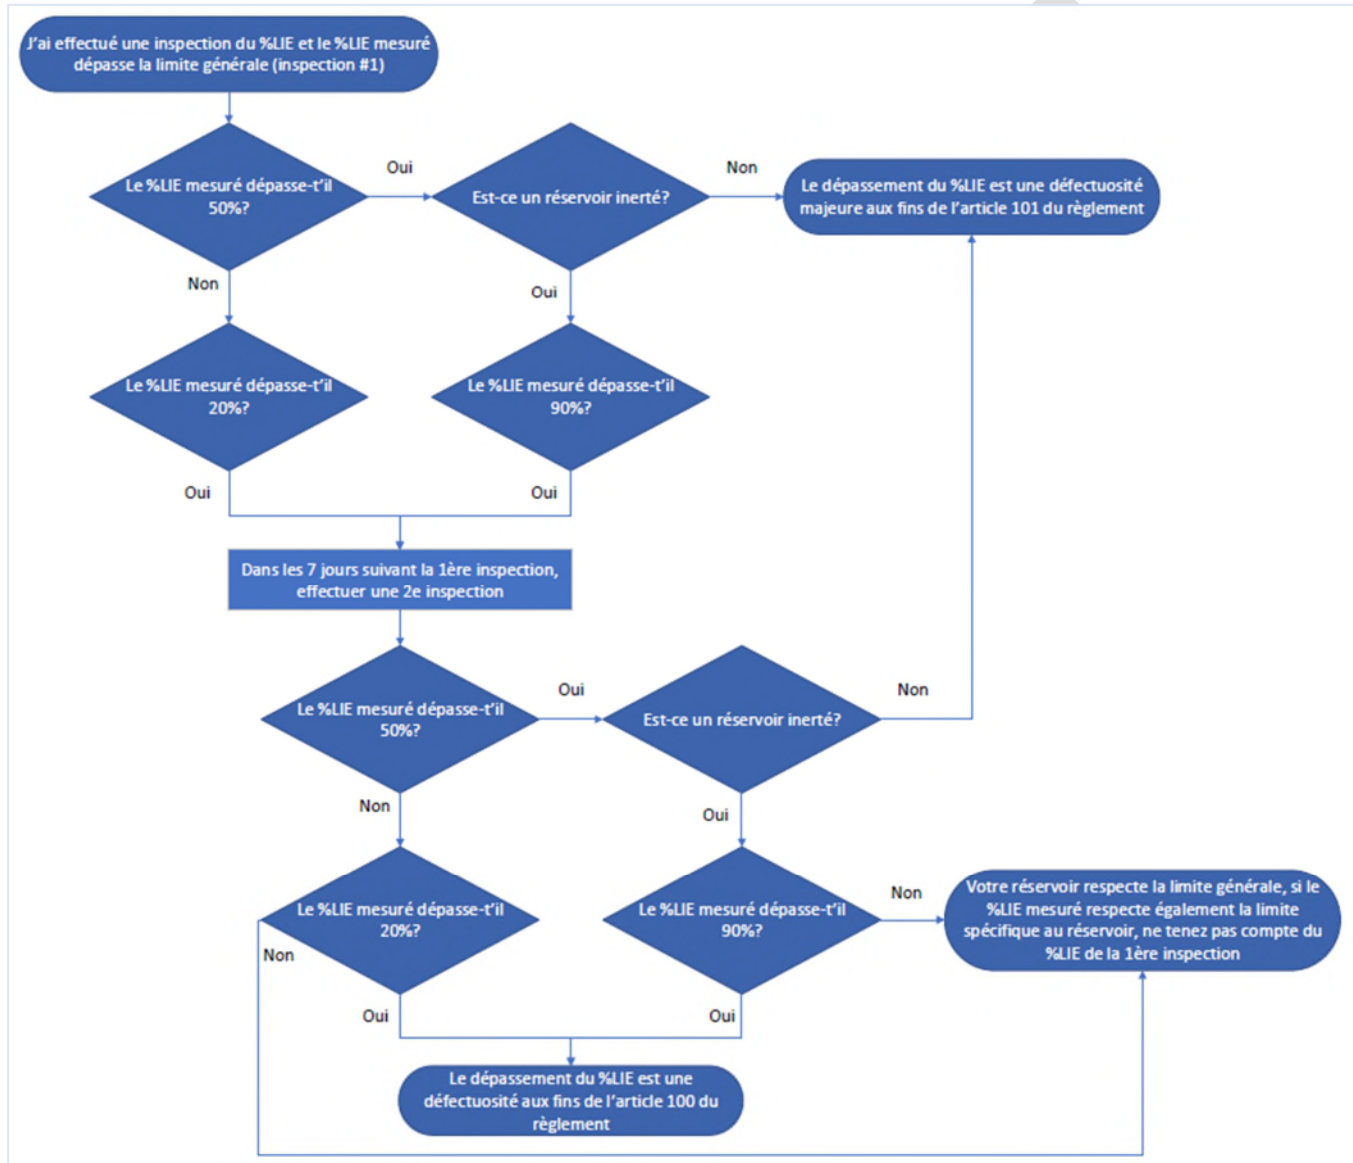 J'ai effectué une inspection du %LIE et le %LIE mesuré
dépasse la limite générale (inspection #1)
Le %LIE mesuré dépasse-t'il
50%?
Oui
Est-ce un réservoir inerté?
Non
Le dépassement du %LIE est une défectuosité
majeure aux fins de l'article 101 du règlement
Non
Oui
Le %LIE mesuré dépasse-t'il
20%?
Le %LIE mesuré dépasse-t'il
90%?
Oui
Oui
Dans les 7 jours suivant la 1ère inspection,
effectuer une 2e inspection
Le %LIE mesuré dépasse-t'il
50%?
Oui
Est-ce un réservoir inerté?
Non
Non
Oui
Le %LIE mesuré dépasse-t'il
20%?
Le %LIE mesuré dépasse-t'il
90%?
Non
Votre réservoir respecte la limite générale, si le
%LIE mesuré respecte également la limite
spécifique au réservoir, ne tenez pas compte du
%LIE de la 1ère inspection
Non
Oui
Oui
Le dépassement du %LIE est une
défectuosité aux fins de l'article 100 du
règlement